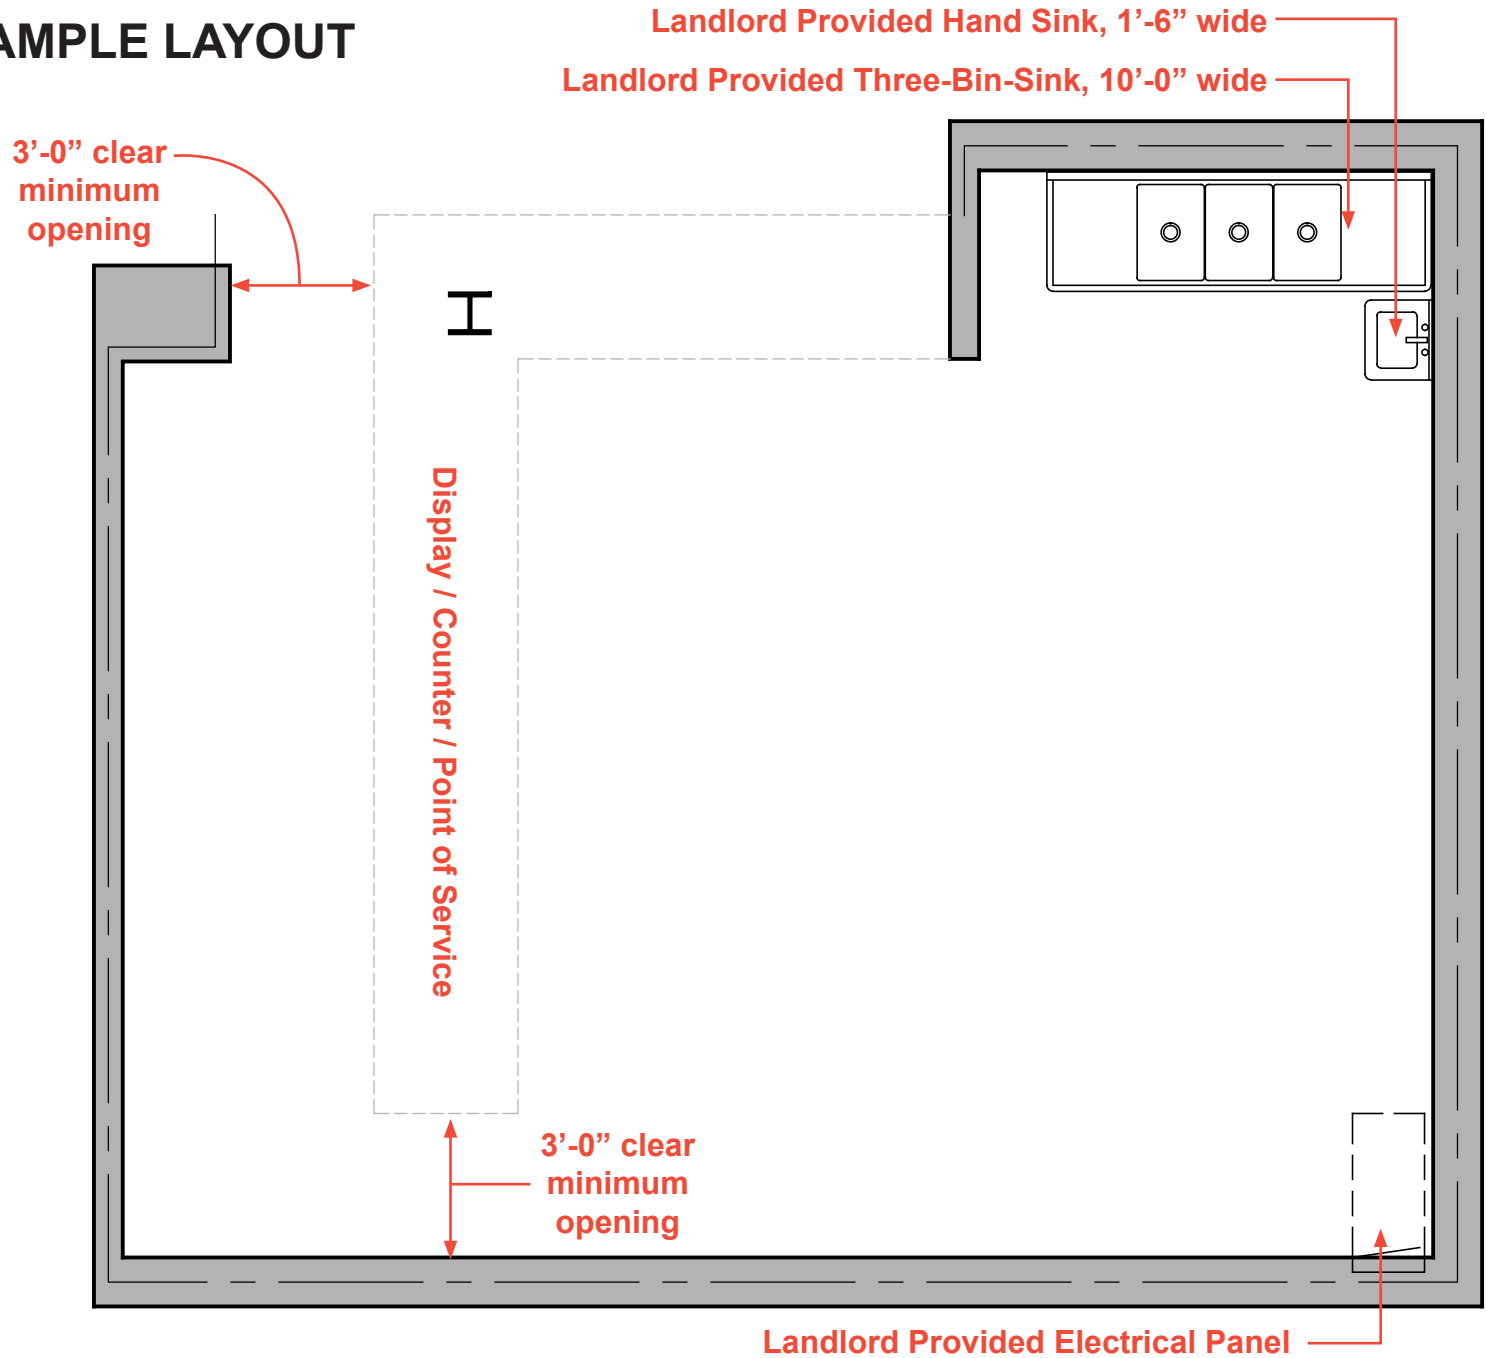 AMPLE LAYOUT
Landlord Provided Hand Sink, 1’-6” wide
Landlord Provided Three-Bin-Sink, 10’-0” wide
3’-0” clear
minimum
opening
Display / Counter / Point of Service
3’-0” clear
minimum
opening
Landlord Provided Electrical Panel